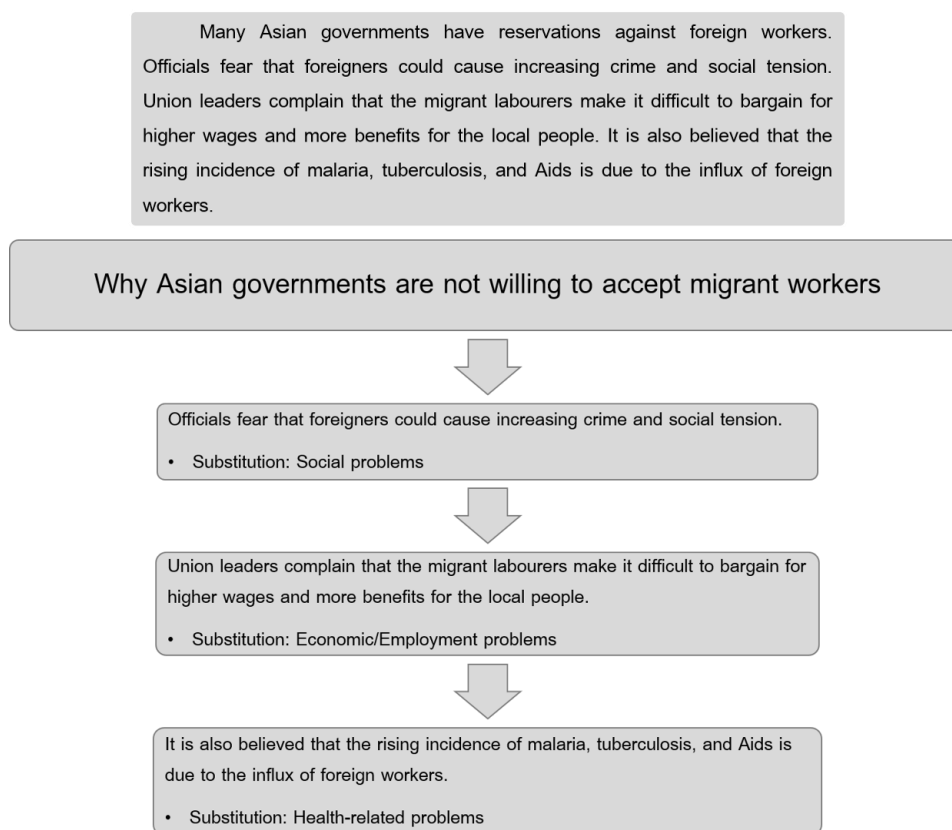 Many Asian governments have reservations against foreign workers.
Officials fear that foreigners could cause increasing crime and social tension.
Union leaders complain that the migrant labourers make it difficult to bargain for
higher wages and more benefits for the local people. It is also believed that the
rising incidence of malaria, tuberculosis, and Aids is due to the influx of foreign
workers.
Why Asian governments are not willing to accept migrant workers
Officials fear that foreigners could cause increasing crime and social tension.
• Substitution: Social problems
Union leaders complain that the migrant labourers make it difficult to bargain for
higher wages and more benefits for the local people.
• Substitution: Economic/Employment problems
It is also believed that the rising incidence of malaria, tuberculosis, and Aids is
due to the influx of foreign workers.
• Substitution: Health-related problems